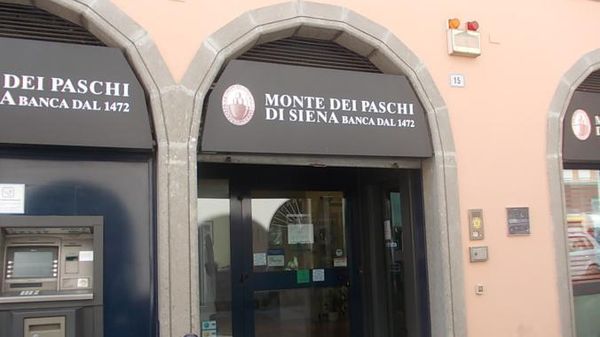 DEI PASCHI
A BANCA DAL 1472
MONTE DEI PASCHI
DI SIENA BANCA DAL 1472
15